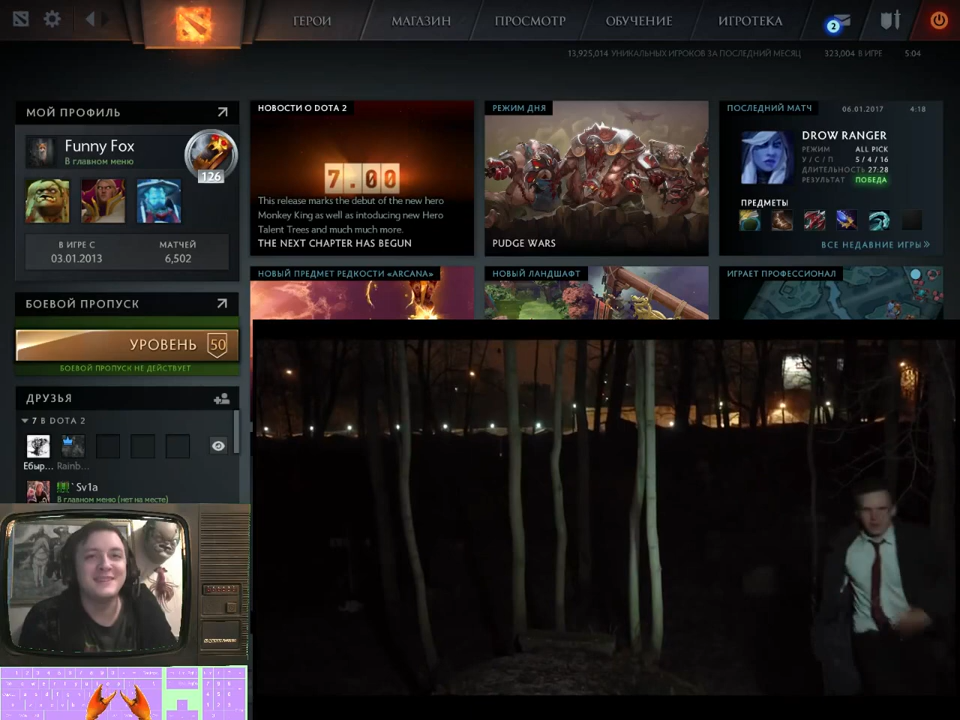 ГЕРОИ
МАГАЗИН
ПРОСМОТР
ОБУЧЕНИЕ
ИГРОТЕКА
2
13,925,014 УНИКАЛЬНЫХ ИГРОКОВ ЗА ПОСЛЕДНИЙ МЕСЯЦ
323,004 В ИГРЕ
5:04
МОЙ ПРОФИЛЬ
Funny Fox
В главном меню
126
В ИГРЕ С
03.01.2013
МАТЧЕЙ
6,502
БОЕВОЙ ПРОПУСК
УРОВЕНЬ 50
БОЕВОЙ ПРОПУСК НЕ ДЕЙСТВУЕТ
ДРУЗЬЯ
7 В DOTA 2
Ебыр...
Rainb...
`Sv1a
В главном меню (нет на месте)
НОВОСТИ О DOTA 2
7.00
This release marks the debut of the new hero
Monkey King as well as intoducing new Hero
Talent Trees and much much more.
THE NEXT CHAPTER HAS BEGUN
РЕЖИМ ДНЯ
PUDGE WARS
ПОСЛЕДНИЙ МАТЧ
06.01.2017
4:18
DROW RANGER
РЕЖИМ ALL PICK
У / С / П 5 / 4 / 16
ДЛИТЕЛЬНОСТЬ 27:28
РЕЗУЛЬТАТ ПОБЕДА
ПРЕДМЕТЫ
ВСЕ НЕДАВНИЕ ИГРЫ
НОВЫЙ ПРЕДМЕТ РЕДКОСТИ «ARCANA»
НОВЫЙ ЛАНДШАФТ
ИГРАЕТ ПРОФЕССИОНАЛ